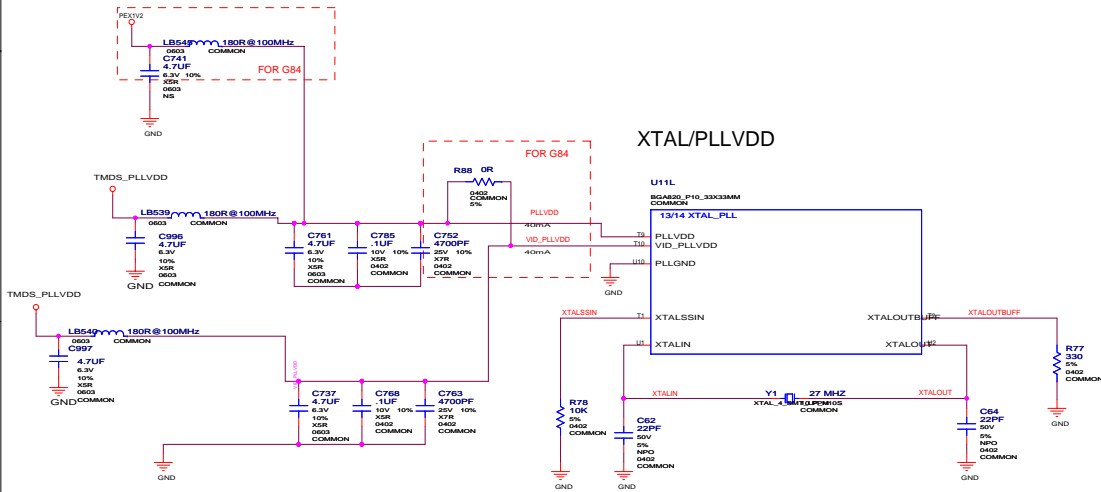 PEX1V2
LB545 180R@100MHz
0603 COMMON
C741
4.7UF
6.3V 10%
X5R
0603
NS
FOR G84
GND
XTAL/PLLVDD
FOR G84
R88 0R
0402
COMMON
5%
TMDS_PLLVDD
LB539 180R@100MHz
0603 COMMON
C996
4.7UF
6.3V
10%
X5R
0603
COMMON
GND
C761
4.7UF
6.3V
10%
X5R
0603
COMMON
C785
.1UF
10V 10%
X5R
0402
COMMON
C752
4700PF
25V 10%
X7R
0402
COMMON
PLLVDD
40mA
VID_PLLVDD
40mA
U11L
BGA820_P10_33X33MM
COMMON
13/14 XTAL_PLL
T9 PLLVDD
T10 VID_PLLVDD
U10 PLLGND
GND
XTALSSIN
T1 XTALSSIN
U1 XTALIN
XTALOUTBUFF
XTALOUT U2
XTALOUTBUFF
TMDS_PLLVDD
LB540 180R@100MHz
0603 COMMON
C997
4.7UF
6.3V
10%
X5R
0603
COMMON
GND
C737
4.7UF
6.3V
10%
X5R
0603
COMMON
C768
.1UF
10V 10%
X5R
0402
COMMON
C763
4700PF
25V 10%
X7R
0402
COMMON
GND
R78
10K
5%
0402
COMMON
GND
XTALIN
C62
22PF
50V
5%
NPO
0402
COMMON
GND
Y1 27 MHZ
COMMON
XTALOUT
C64
22PF
50V
5%
NPO
0402
COMMON
GND
R77
330
5%
0402
COMMON
GND